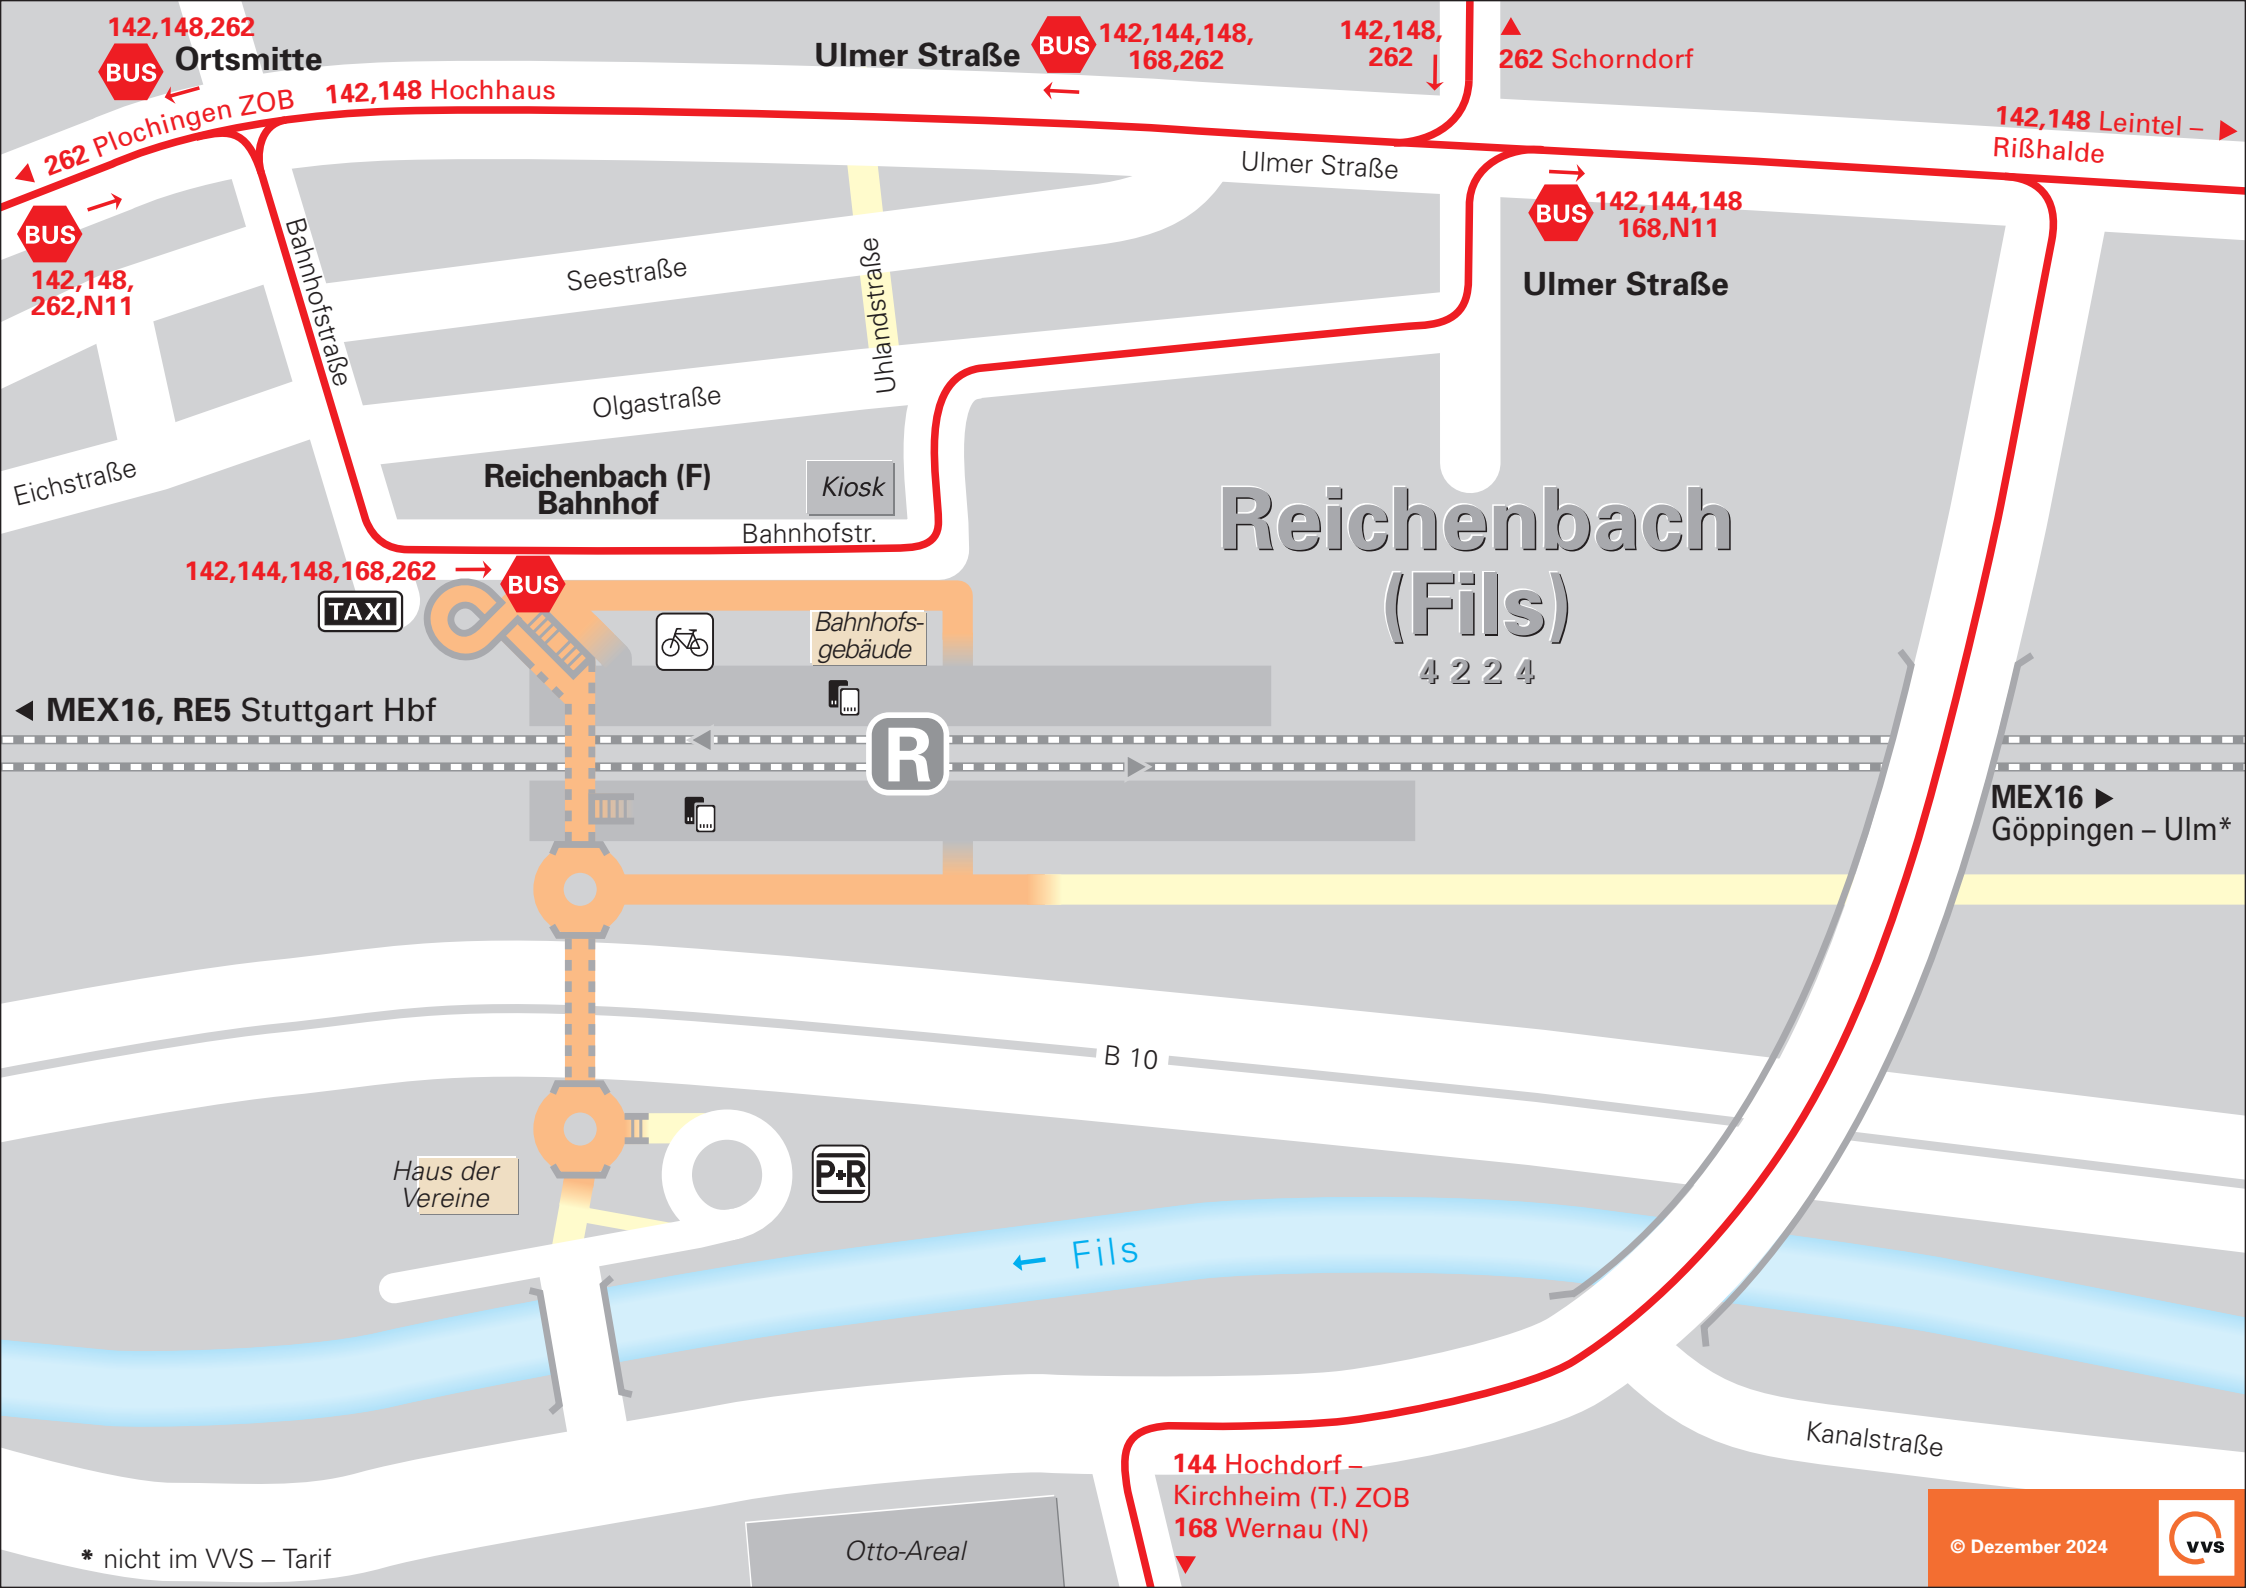 142,148,262
BUS
Ortsmitte
262 Plochingen ZOB
142,148 Hochhaus
Ulmer Straße
BUS
142,144,148,
168,262
142,148,
262
262 Schorndorf
142,148 Leintel –
Rißhalde
Ulmer Straße
BUS
142,148,
262,N11
BUS
142,144,148
168,N11
Ulmer Straße
Bahnhofstraße
Seestraße
Uhlandstraße
Olgastraße
Eichstraße
Reichenbach (F)
Bahnhof
Kiosk
Bahnhofstr.
Reichenbach
(Fils)
4224
142,144,148,168,262
BUS
TAXI
Bahnhofs-
gebäude
MEX16, RE5 Stuttgart Hbf
R
MEX16
Göppingen – Ulm*
B 10
Haus der
Vereine
P+R
Fils
Kanalstraße
144 Hochdorf –
Kirchheim (T.) ZOB
168 Wernau (N)
Otto-Areal
* nicht im VVS – Tarif
© Dezember 2024
VVS